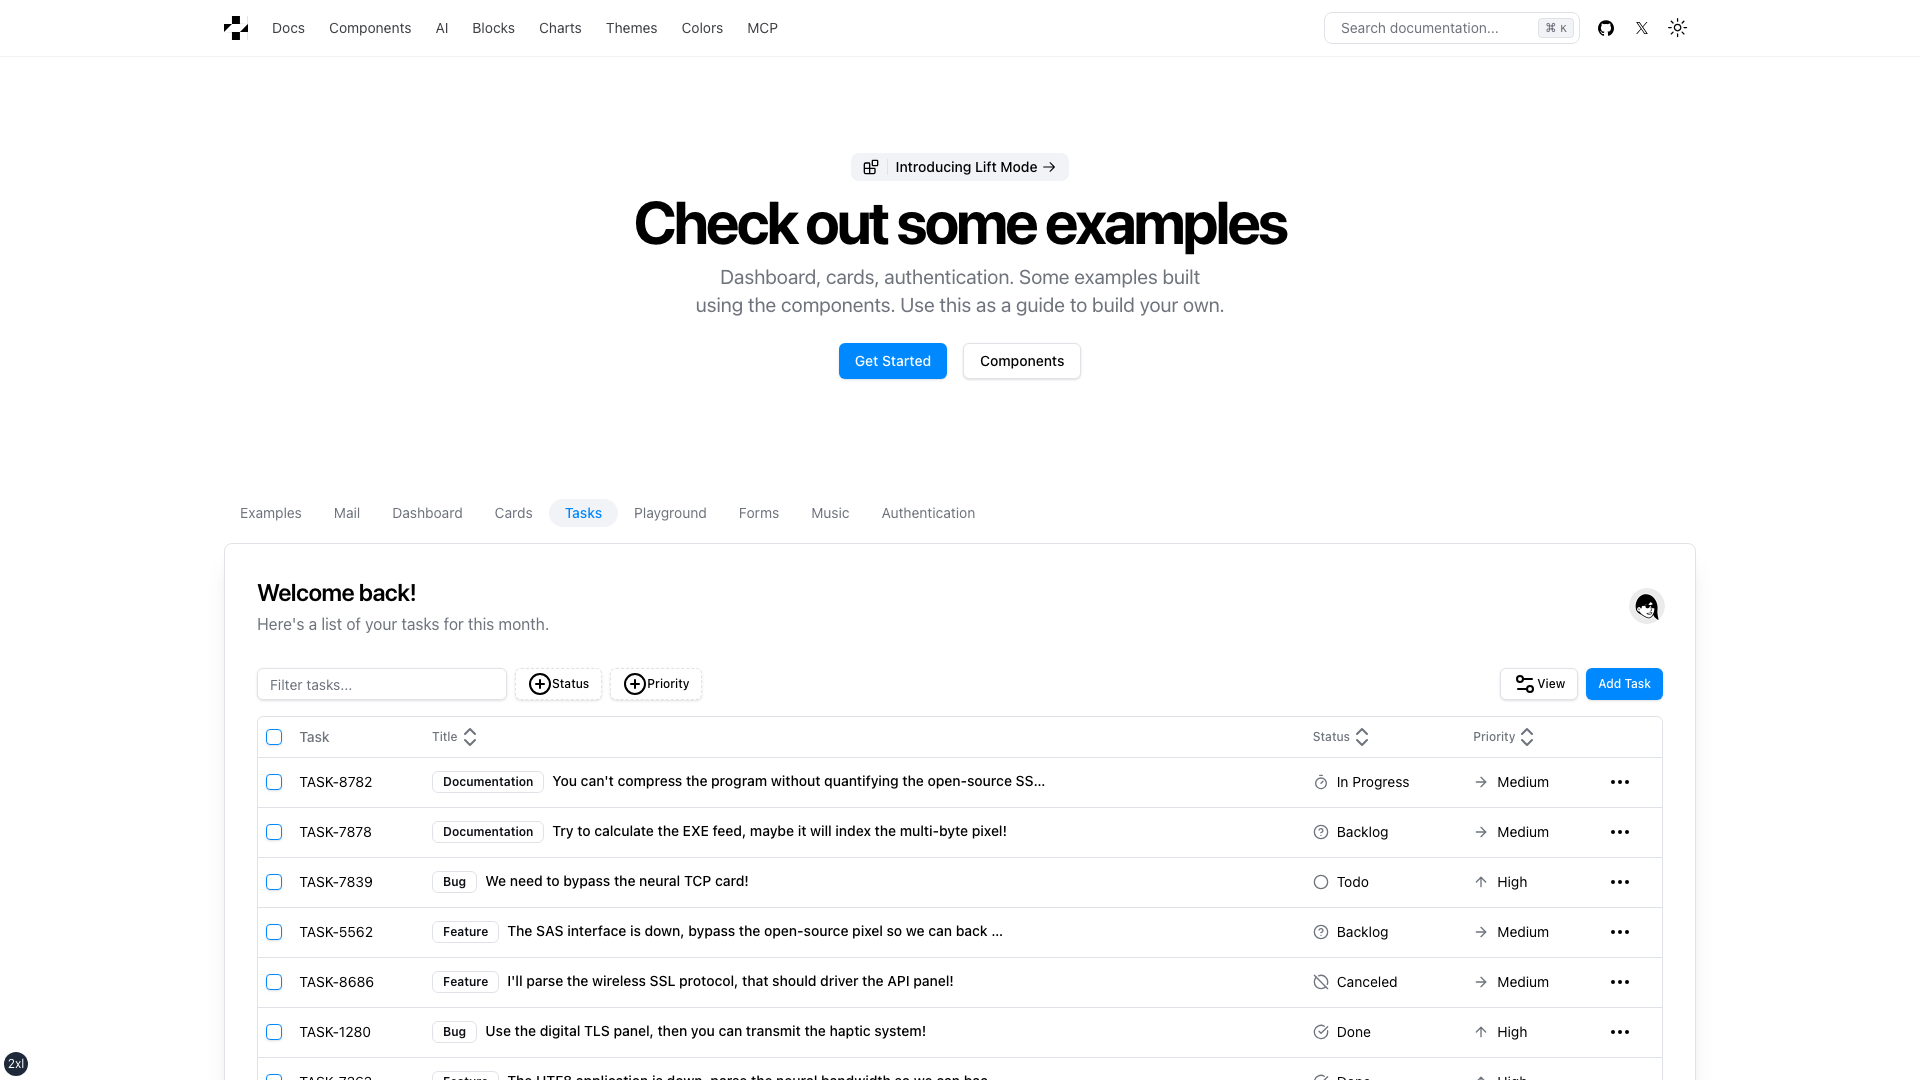 Docs Components AI Blocks Charts Themes Colors MCP Search documentation... ⌘ K
Introducing Lift Mode
Check out some examples
Dashboard, cards, authentication. Some examples built
using the components. Use this as a guide to build your own.
Get Started Components
Examples Mail Dashboard Cards Tasks Playground Forms Music Authentication
Welcome back!
Here's a list of your tasks for this month.
Filter tasks... Status Priority View Add Task
Task Title Status Priority
TASK-8782 Documentation You can't compress the program without quantifying the open-source SS... In Progress Medium
TASK-7878 Documentation Try to calculate the EXE feed, maybe it will index the multi-byte pixel! Backlog Medium
TASK-7839 Bug We need to bypass the neural TCP card! Todo High
TASK-5562 Feature The SAS interface is down, bypass the open-source pixel so we can back ... Backlog Medium
TASK-8686 Feature I'll parse the wireless SSL protocol, that should driver the API panel! Canceled Medium
TASK-1280 Bug Use the digital TLS panel, then you can transmit the haptic system! Done High
Feature The UTF8 application is down, parse the neural bandwidth so we can bac... Done High
2xl